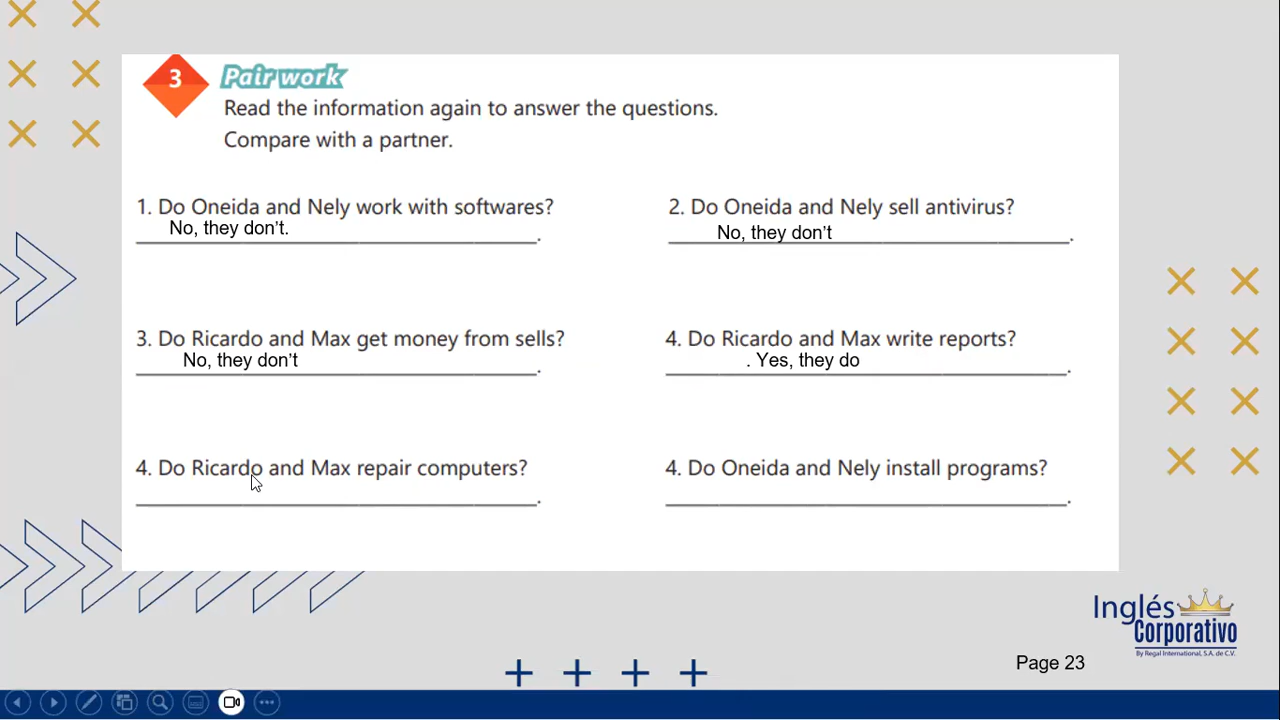 3 Pair work
Read the information again to answer the questions.
Compare with a partner.
1. Do Oneida and Nely work with softwares?
No, they don't.
2. Do Oneida and Nely sell antivirus?
No, they don't
3. Do Ricardo and Max get money from sells?
No, they don't
4. Do Ricardo and Max write reports?
. Yes, they do
4. Do Ricardo and Max repair computers?
4. Do Oneida and Nely install programs?
Inglés
Corporativo
By Regal International, S.A. de C.V.
Page 23